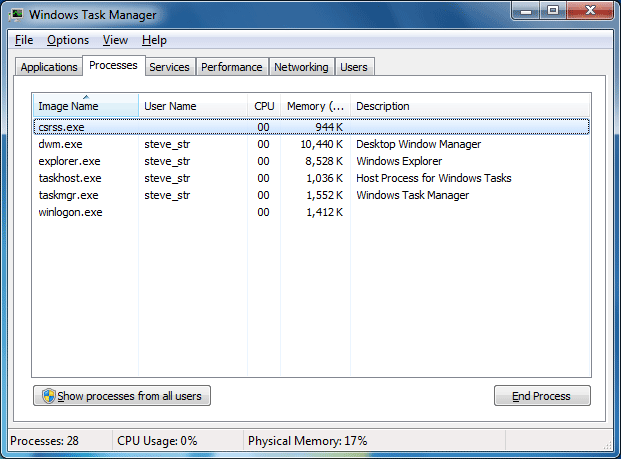 Windows Task Manager
File Options View Help
Applications Processes Services Performance Networking Users
Image Name User Name CPU Memory (... Description
csrss.exe 00 944 K
dwm.exe steve_str 00 10,440 K Desktop Window Manager
explorer.exe steve_str 00 8,528 K Windows Explorer
taskhost.exe steve_str 00 1,036 K Host Process for Windows Tasks
taskmgr.exe steve_str 00 1,552 K Windows Task Manager
winlogon.exe 00 1,412 K
Show processes from all users End Process
Processes: 28 CPU Usage: 0% Physical Memory: 17%